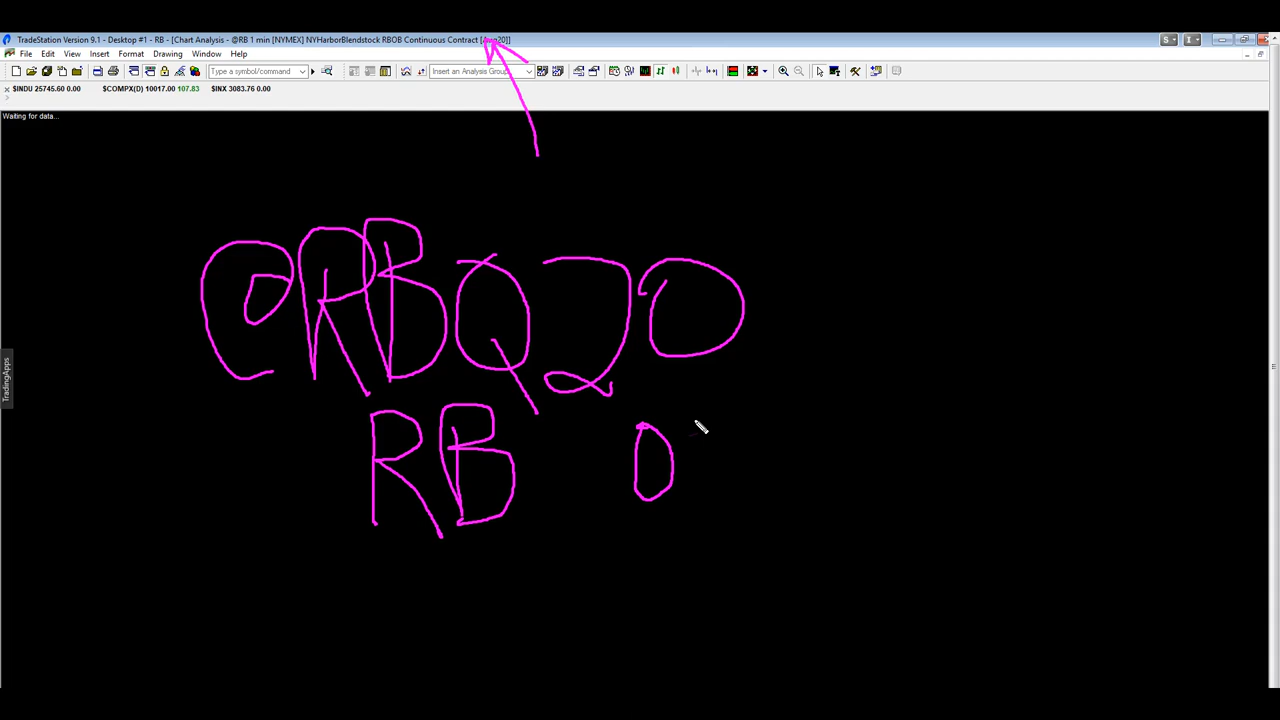 TradeStation Version 9.1 - Desktop #1 - RB - [Chart Analysis - @RB 1 min [NYMEX] NYHarborBlendstock RBOB Continuous Contract [Aug20]]
File Edit View Insert Format Drawing Window Help
Type a symbol/command Insert an Analysis Group S I
$INDU 25745.60 0.00 $COMPX(D) 10017.00 107.83 $INX 3083.76 0.00
Waiting for data...
TradingApps
@RBQ20
RB 0